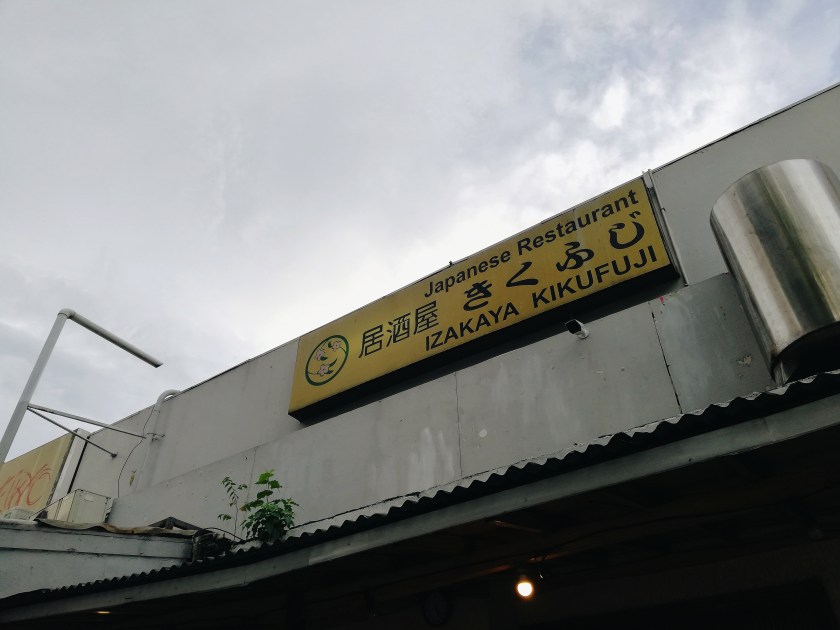 Japanese Restaurant
居酒屋 きくふじ
IZAKAYA KIKUFUJI